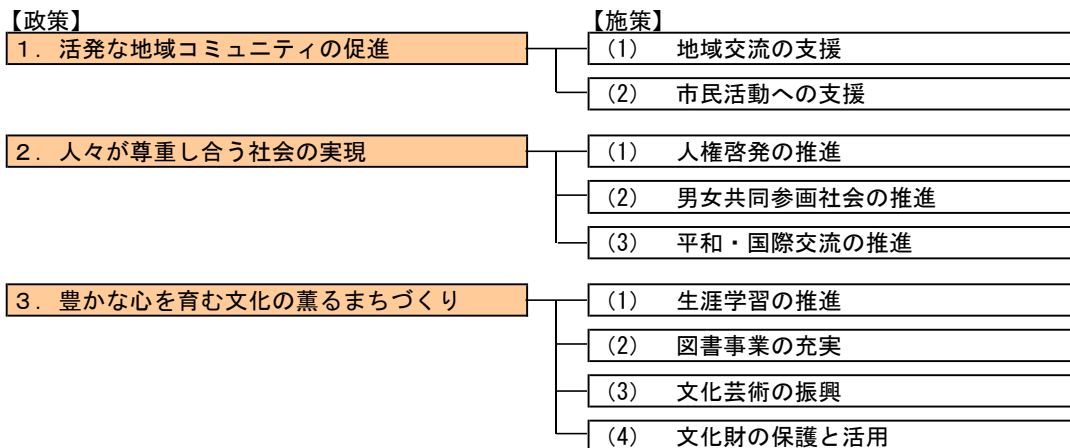 【政策】 【施策】
１．活発な地域コミュニティの促進 (1) 地域交流の支援
(2) 市民活動への支援
２．人々が尊重し合う社会の実現 (1) 人権啓発の推進
(2) 男女共同参画社会の推進
(3) 平和・国際交流の推進
３．豊かな心を育む文化の薫るまちづくり (1) 生涯学習の推進
(2) 図書事業の充実
(3) 文化芸術の振興
(4) 文化財の保護と活用